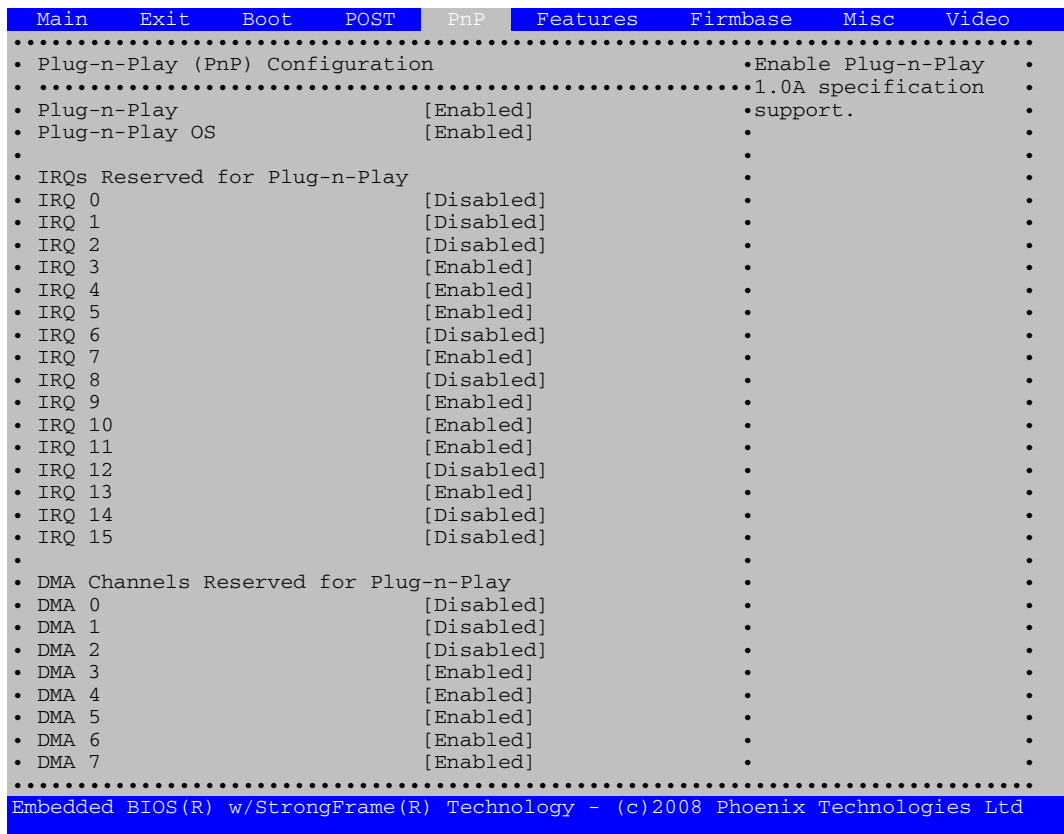 Main Exit Boot POST PnP Features Firmbase Misc Video
Plug-n-Play (PnP) Configuration Enable Plug-n-Play
1.0A specification
Plug-n-Play [Enabled] support.
Plug-n-Play OS [Enabled]
IRQs Reserved for Plug-n-Play
IRQ 0 [Disabled]
IRQ 1 [Disabled]
IRQ 2 [Disabled]
IRQ 3 [Enabled]
IRQ 4 [Enabled]
IRQ 5 [Enabled]
IRQ 6 [Disabled]
IRQ 7 [Enabled]
IRQ 8 [Disabled]
IRQ 9 [Enabled]
IRQ 10 [Enabled]
IRQ 11 [Enabled]
IRQ 12 [Disabled]
IRQ 13 [Enabled]
IRQ 14 [Disabled]
IRQ 15 [Disabled]
DMA Channels Reserved for Plug-n-Play
DMA 0 [Disabled]
DMA 1 [Disabled]
DMA 2 [Disabled]
DMA 3 [Enabled]
DMA 4 [Enabled]
DMA 5 [Enabled]
DMA 6 [Enabled]
DMA 7 [Enabled]
Embedded BIOS(R) w/StrongFrame(R) Technology - (c)2008 Phoenix Technologies Ltd